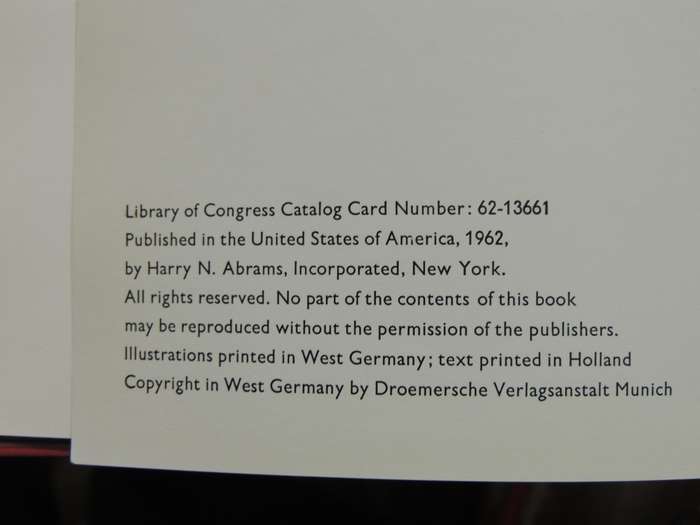 Library of Congress Catalog Card Number: 62-13661
Published in the United States of America, 1962,
by Harry N. Abrams, Incorporated, New York.
All rights reserved. No part of the contents of this book
may be reproduced without the permission of the publishers.
Illustrations printed in West Germany; text printed in Holland
Copyright in West Germany by Droemersche Verlagsanstalt Munich